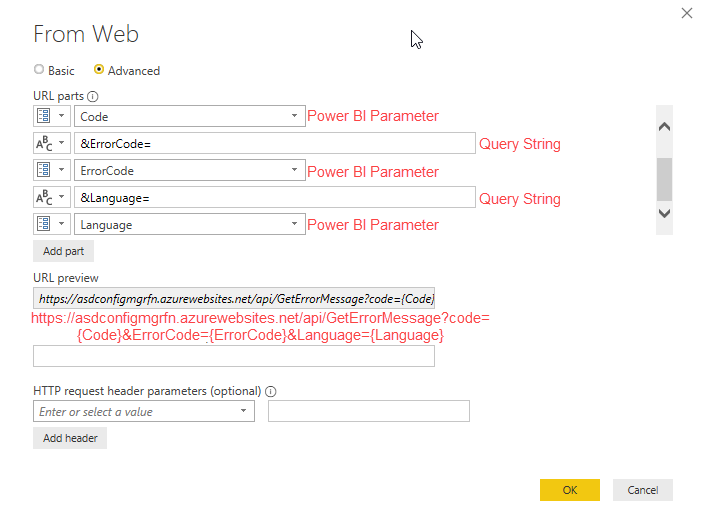 From Web
Basic
Advanced
URL parts
Code
Power BI Parameter
ABC
&ErrorCode=
Query String
ErrorCode
Power BI Parameter
ABC
&Language=
Query String
Language
Power BI Parameter
Add part
URL preview
https://asdconfigmgrfn.azurewebsites.net/api/GetErrorMessage?code={Code}
https://asdconfigmgrfn.azurewebsites.net/api/GetErrorMessage?code=
{Code}&ErrorCode={ErrorCode}&Language={Language}
HTTP request header parameters (optional)
Enter or select a value
Add header
OK
Cancel